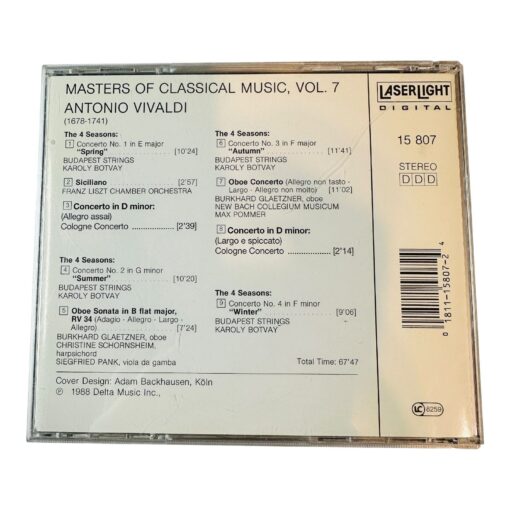 MASTERS OF CLASSICAL MUSIC, VOL. 7
ANTONIO VIVALDI
(1678-1741)
The 4 Seasons:
1 Concerto No. 1 in E major
"Spring" [10'24]
BUDAPEST STRINGS
KAROLY BOTVAY
2 Siciliano [2'57]
FRANZ LISZT CHAMBER ORCHESTRA
3 Concerto in D minor:
(Allegro assai)
Cologne Concerto [2'39]
The 4 Seasons:
4 Concerto No. 2 in G minor
"Summer" [10'20]
BUDAPEST STRINGS
KAROLY BOTVAY
5 Oboe Sonata in B flat major,
RV 34 (Adagio - Allegro - Largo -
Allegro) [7'24]
BURKHARD GLAETZNER, oboe
CHRISTINE SCHORNSHEIM,
harpsichord
SIEGFRIED PANK, viola da gamba
The 4 Seasons:
6 Concerto No. 3 in F major
"Autumn" [11'41]
BUDAPEST STRINGS
KAROLY BOTVAY
7 Oboe Concerto (Allegro non tasto -
Largo - Allegro non molto) [11'02]
BURKHARD GLAETZNER, oboe
NEW BACH COLLEGIUM MUSICUM
MAX POMMER
8 Concerto in D minor:
(Largo e spiccato)
Cologne Concerto [2'14]
The 4 Seasons:
9 Concerto No. 4 in F minor
"Winter" [9'06]
BUDAPEST STRINGS
KAROLY BOTVAY
Total Time: 67'47
Cover Design: Adam Backhausen, Köln
℗ 1988 Delta Music Inc.,
LASERLIGHT
DIGITAL
15 807
STEREO
DDD
0 1811-15807-2 4
LC 8259